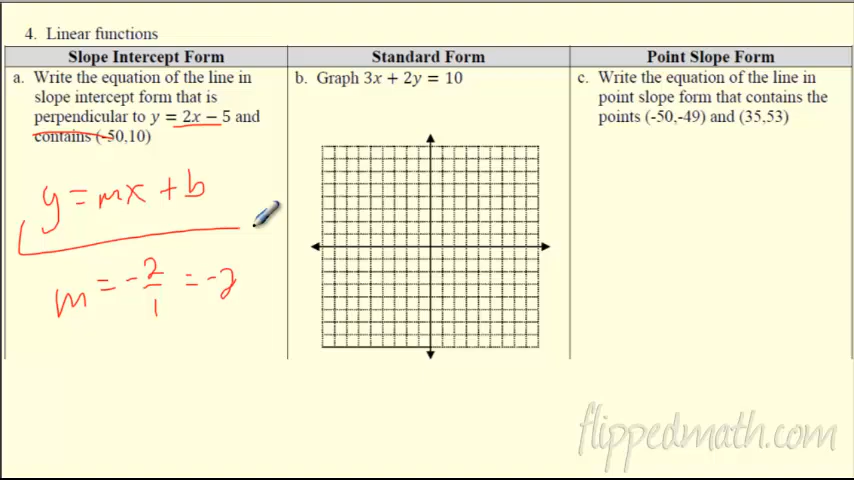 4. Linear functions
Slope Intercept Form
a. Write the equation of the line in
slope intercept form that is
perpendicular to y = 2x − 5 and
contains (-50,10)
y = mx + b
m = -2/1 = -2
Standard Form
b. Graph 3x + 2y = 10
Point Slope Form
c. Write the equation of the line in
point slope form that contains the
points (-50,-49) and (35,53)
flippedmath.com